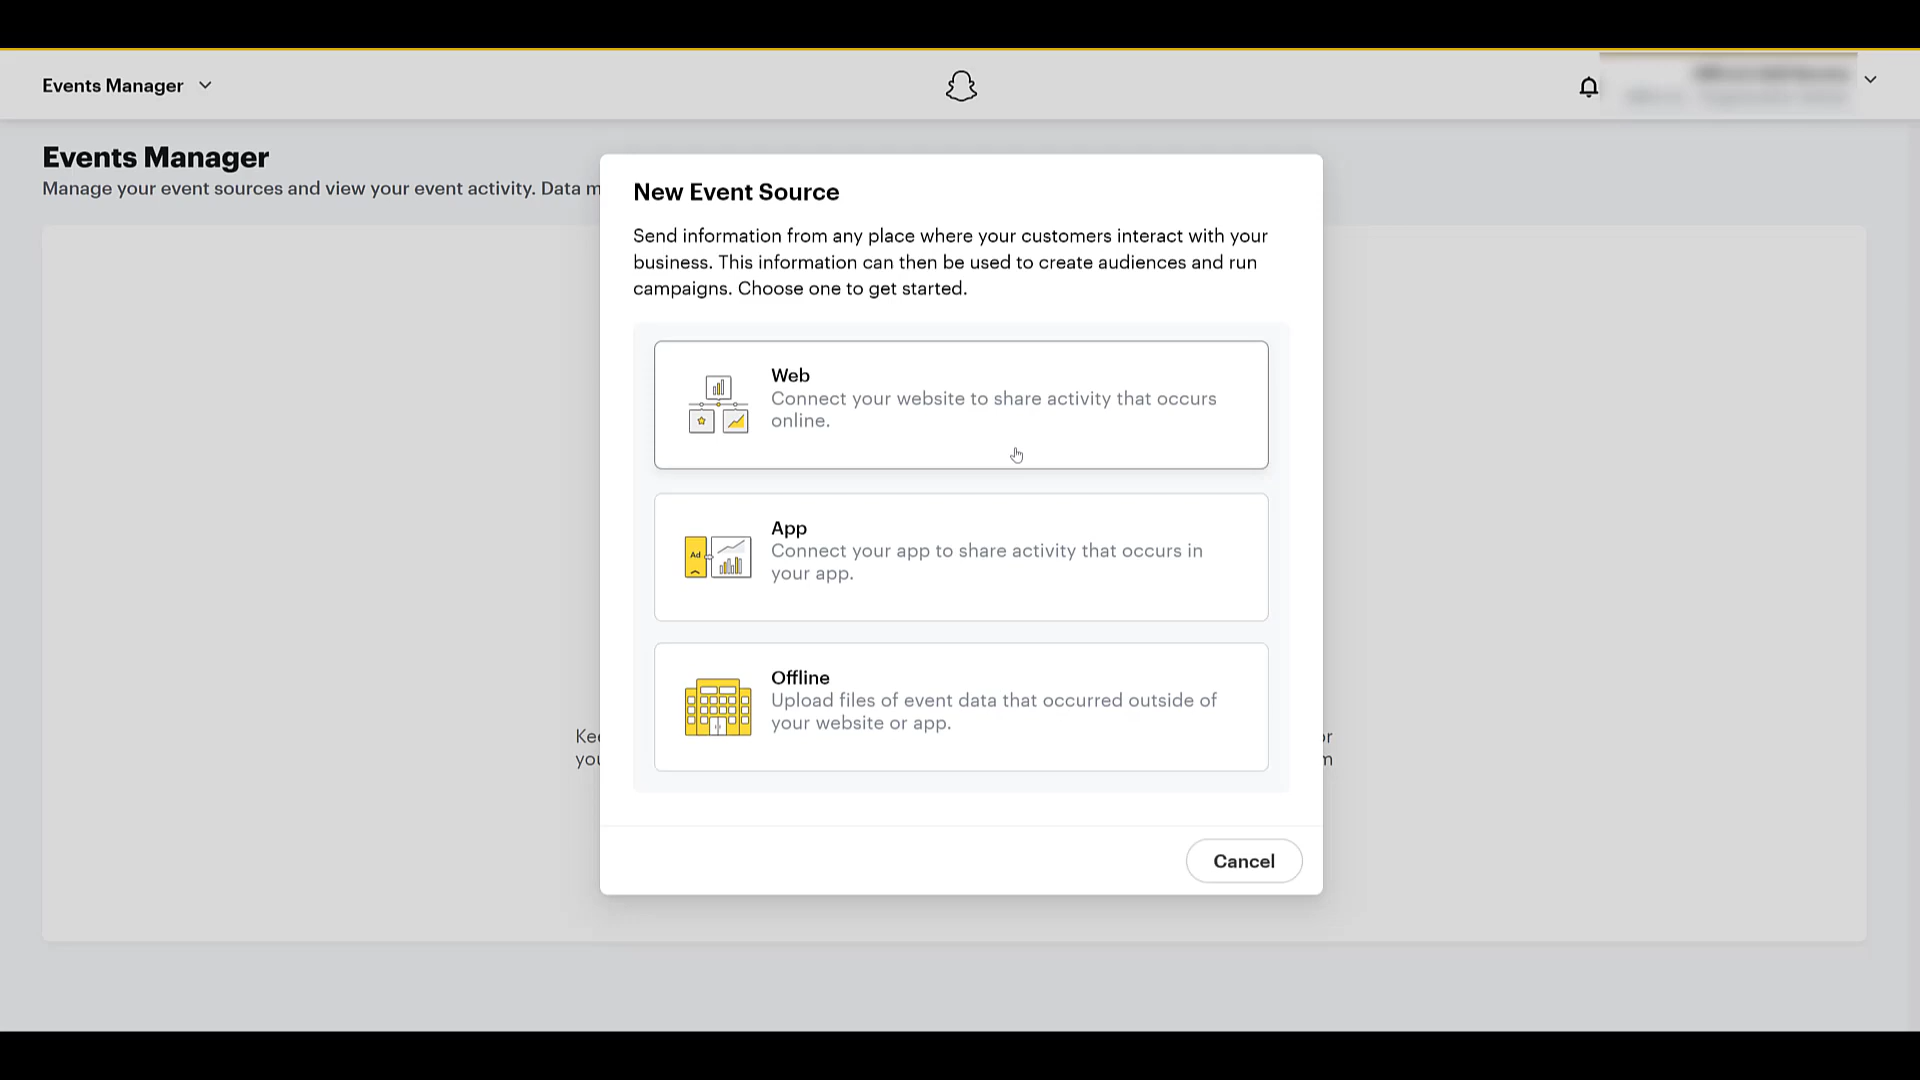 Events Manager
Events Manager
Manage your event sources and view your event activity. Data m
New Event Source
Send information from any place where your customers interact with your
business. This information can then be used to create audiences and run
campaigns. Choose one to get started.
Web
Connect your website to share activity that occurs
online.
App
Connect your app to share activity that occurs in
your app.
Ad
Offline
Upload files of event data that occurred outside of
your website or app.
Cancel